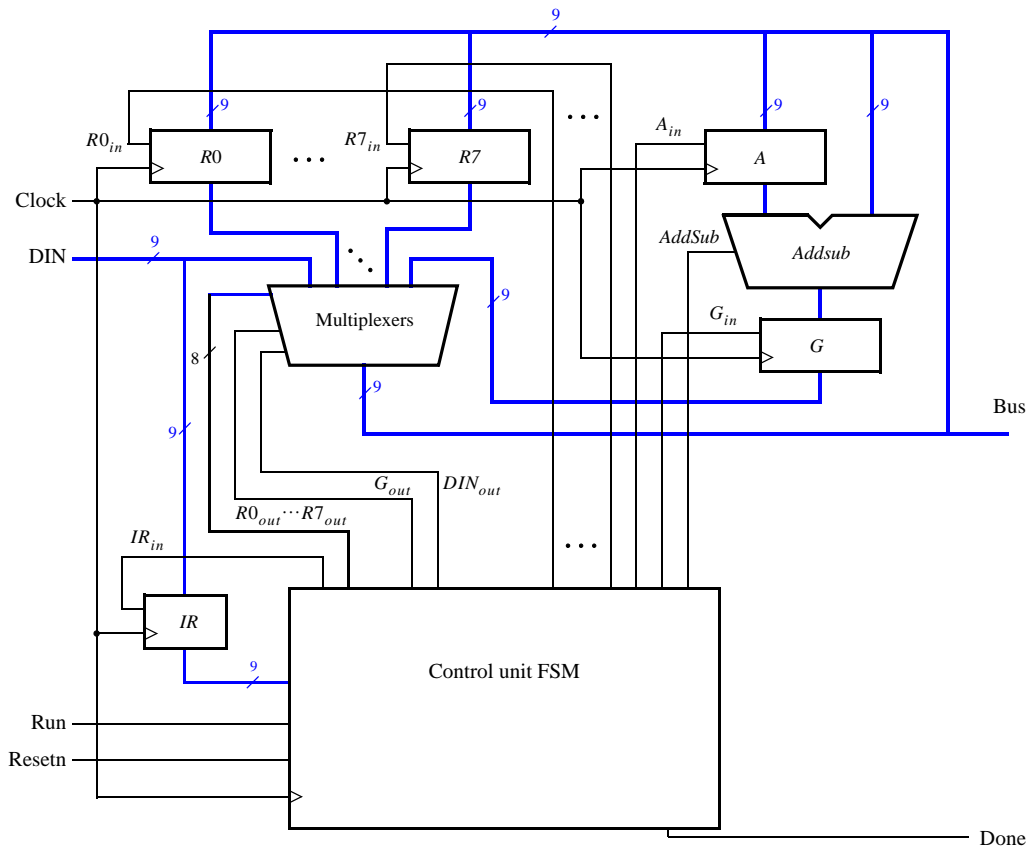 9
9
9
9
9
R0in
R0
• • •
R7in
R7
• • •
Ain
A
Clock
DIN
9
AddSub
Addsub
Multiplexers
9
Gin
G
8
9
Bus
9
Gout
DINout
R0out⋯R7out
IRin
• • •
IR
9
Control unit FSM
Run
Resetn
Done